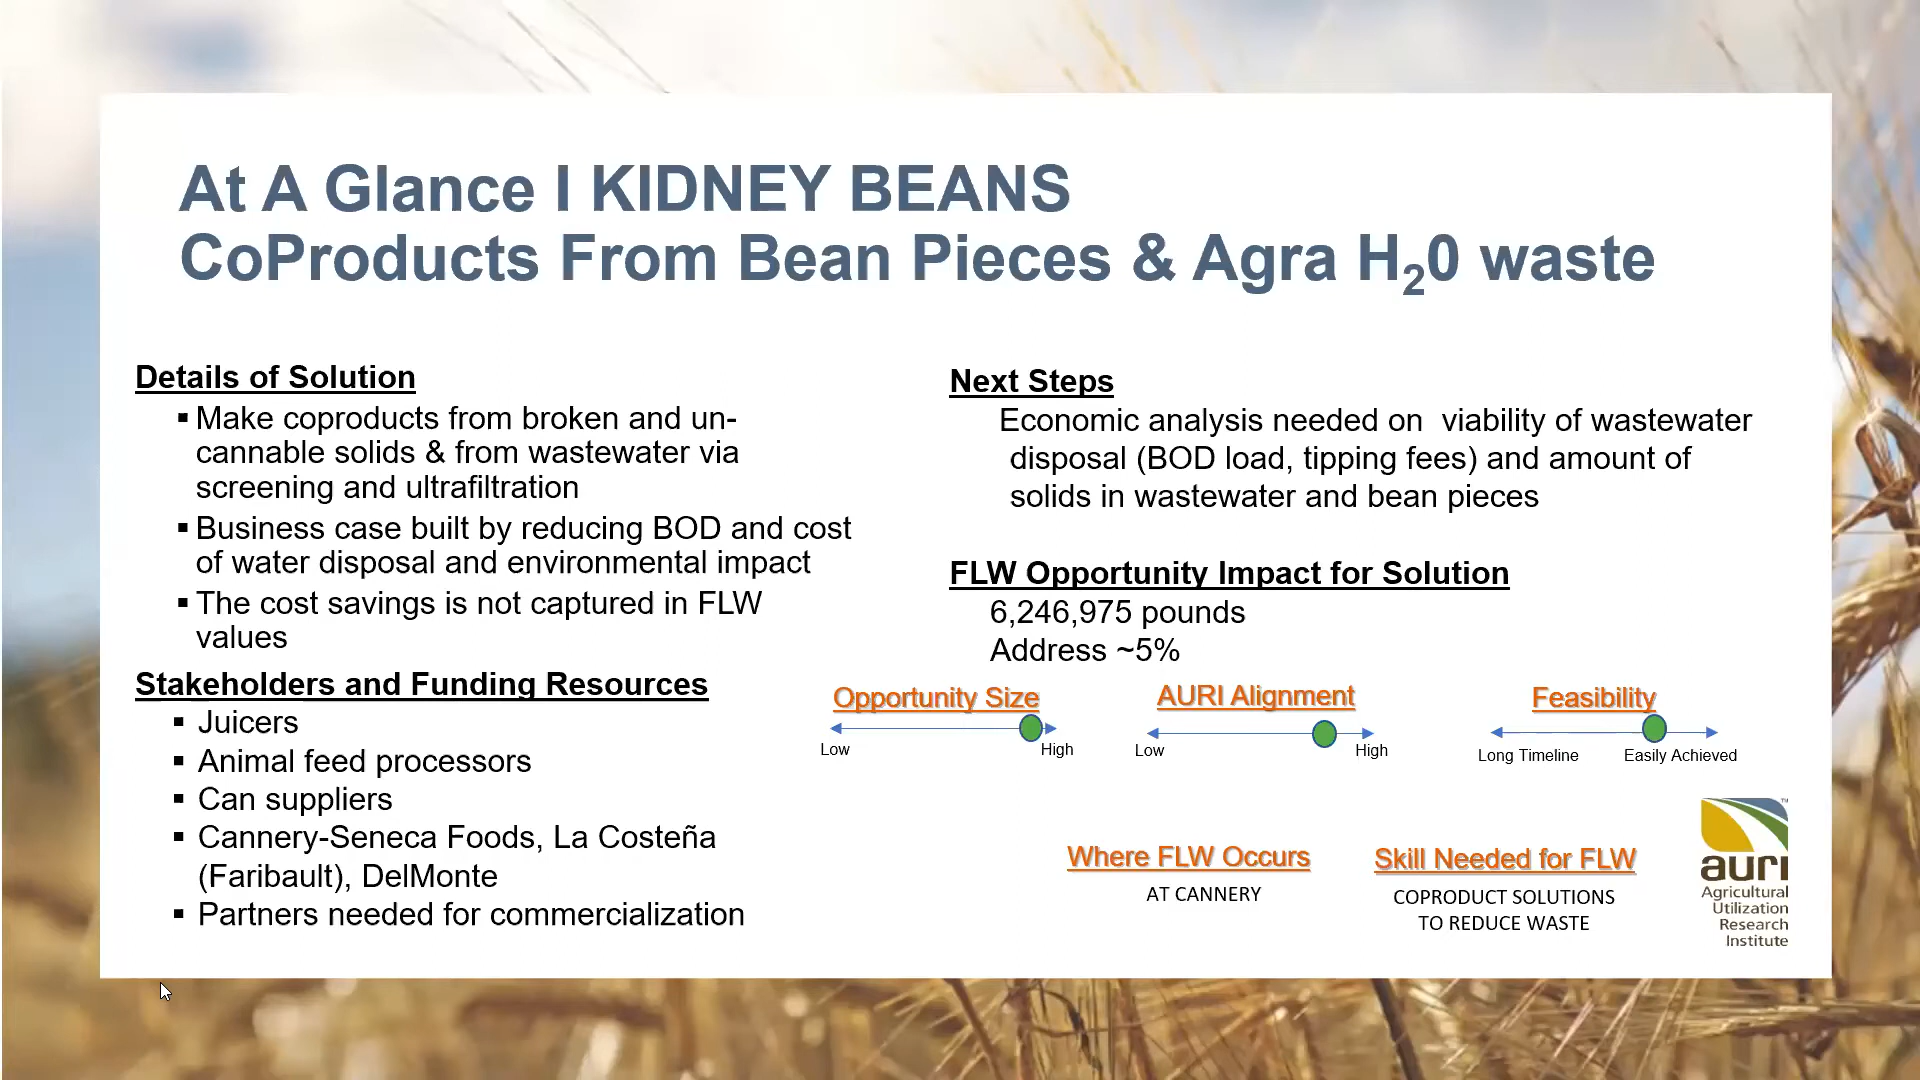 At A Glance I KIDNEY BEANS
CoProducts From Bean Pieces & Agra H₂0 waste
Details of Solution
▪ Make coproducts from broken and un-
cannable solids & from wastewater via
screening and ultrafiltration
▪ Business case built by reducing BOD and cost
of water disposal and environmental impact
▪ The cost savings is not captured in FLW
values
Stakeholders and Funding Resources
▪ Juicers
▪ Animal feed processors
▪ Can suppliers
▪ Cannery-Seneca Foods, La Costeña
(Faribault), DelMonte
▪ Partners needed for commercialization
Next Steps
Economic analysis needed on viability of wastewater
disposal (BOD load, tipping fees) and amount of
solids in wastewater and bean pieces
FLW Opportunity Impact for Solution
6,246,975 pounds
Address ~5%
Opportunity Size
Low High
AURI Alignment
Low High
Feasibility
Long Timeline Easily Achieved
Where FLW Occurs
AT CANNERY
Skill Needed for FLW
COPRODUCT SOLUTIONS
TO REDUCE WASTE
TM
auri
Agricultural
Utilization
Research
Institute